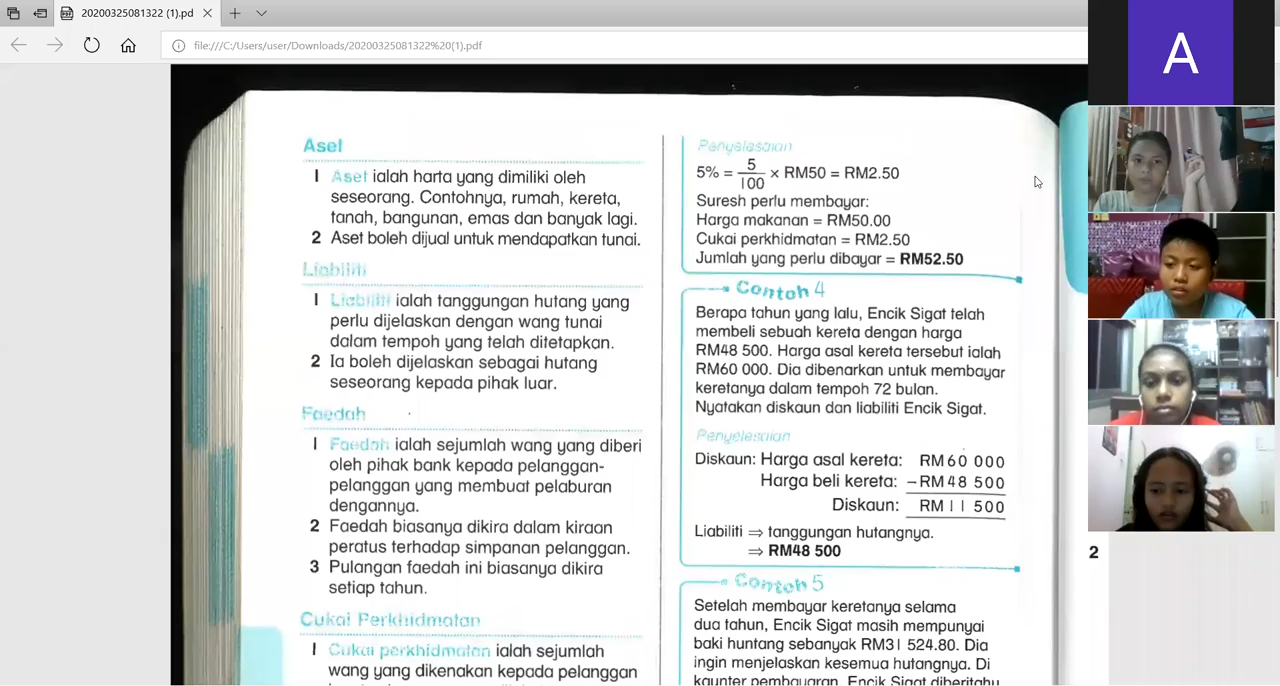 20200325081322 (1).pd
file:///C:/Users/user/Downloads/20200325081322%20(1).pdf
Aset
1 Aset ialah harta yang dimiliki oleh
seseorang. Contohnya, rumah, kereta,
tanah, bangunan, emas dan banyak lagi.
2 Aset boleh dijual untuk mendapatkan tunai.
Liabiliti
1 Liabiliti ialah tanggungan hutang yang
perlu dijelaskan dengan wang tunai
dalam tempoh yang telah ditetapkan.
2 Ia boleh dijelaskan sebagai hutang
seseorang kepada pihak luar.
Faedah
1 Faedah ialah sejumlah wang yang diberi
oleh pihak bank kepada pelanggan-
pelanggan yang membuat pelaburan
dengannya.
2 Faedah biasanya dikira dalam kiraan
peratus terhadap simpanan pelanggan.
3 Pulangan faedah ini biasanya dikira
setiap tahun.
Cukai Perkhidmatan
1 Cukai perkhidmatan ialah sejumlah
wang yang dikenakan kepada pelanggan
Penyelesaian
5% = 5/100 × RM50 = RM2.50
Suresh perlu membayar:
Harga makanan = RM50.00
Cukai perkhidmatan = RM2.50
Jumlah yang perlu dibayar = RM52.50
Contoh 4
Berapa tahun yang lalu, Encik Sigat telah
membeli sebuah kereta dengan harga
RM48 500. Harga asal kereta tersebut ialah
RM60 000. Dia dibenarkan untuk membayar
keretanya dalam tempoh 72 bulan.
Nyatakan diskaun dan liabiliti Encik Sigat.
Penyelesaian
Diskaun: Harga asal kereta: RM60 000
Harga beli kereta: −RM48 500
Diskaun: RM11 500
Liabiliti ⇒ tanggungan hutangnya.
⇒ RM48 500
Contoh 5
Setelah membayar keretanya selama
dua tahun, Encik Sigat masih mempunyai
baki huntang sebanyak RM31 524.80. Dia
ingin menjelaskan kesemua hutangnya. Di
kaunter pembayaran, Encik Sigat diberitahu
A
2